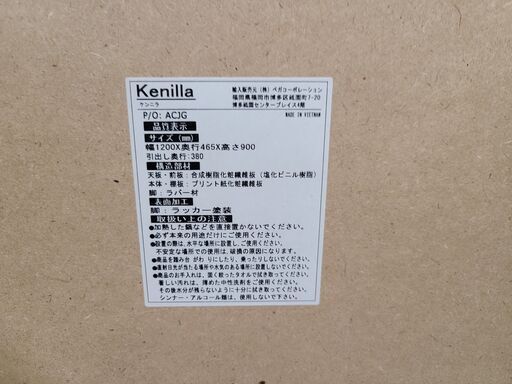 Kenilla
ケンニラ
輸入販売元（株）ベガコーポレーション
福岡県福岡市博多区祇園町7-20
博多祇園センタープレイス4階
P/O: ACJG
MADE IN VIETNAM
品質表示
サイズ (mm)
幅1200X奥行465X高さ900
引出し奥行:380
構造部材
天板・前板：合成樹脂化粧繊維板（塩化ビニル樹脂）
本体・棚板：プリント紙化粧繊維板
脚：ラバー材
表面加工
脚：ラッカー塗装
取扱い上の注意
●加熱した鍋などを直接置かないでください。
●必ず本来の用途だけにご使用ください。
●設置の際は、水平な場所に設置し、ご使用ください。
不安定な場所での使用は、破損の原因になります。
●商品を踏み台がわりにしたり、乗ったりしないでください。
●直射日光が当たる場所や水気のある場所に設置しないでください。
●商品のお手入れは、固く絞ったタオルで拭き取ってください。
著しい汚れは、薄めた中性洗剤をご使用ください。
その後水分が残らないように十分に拭き取ってください。
シンナー・アルコール類は、使用しないで下さい。